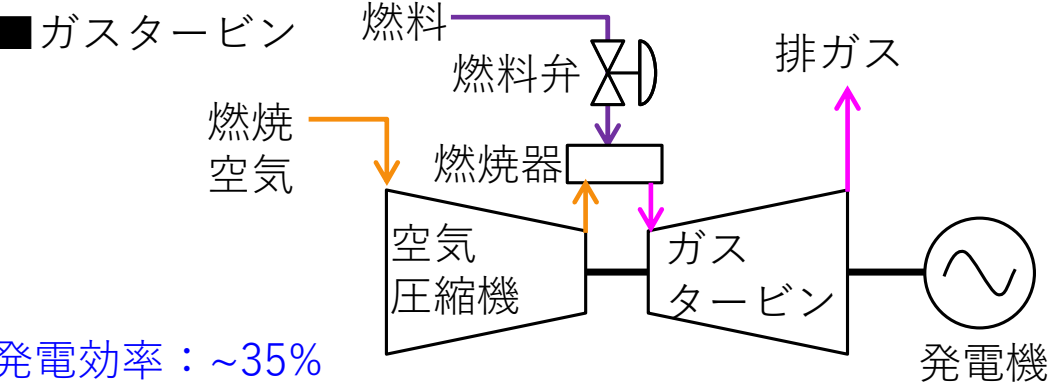 ■ガスタービン
燃料
燃料弁
排ガス
燃焼
空気
燃焼器
空気
圧縮機
ガス
タービン
発電効率：~35%
発電機